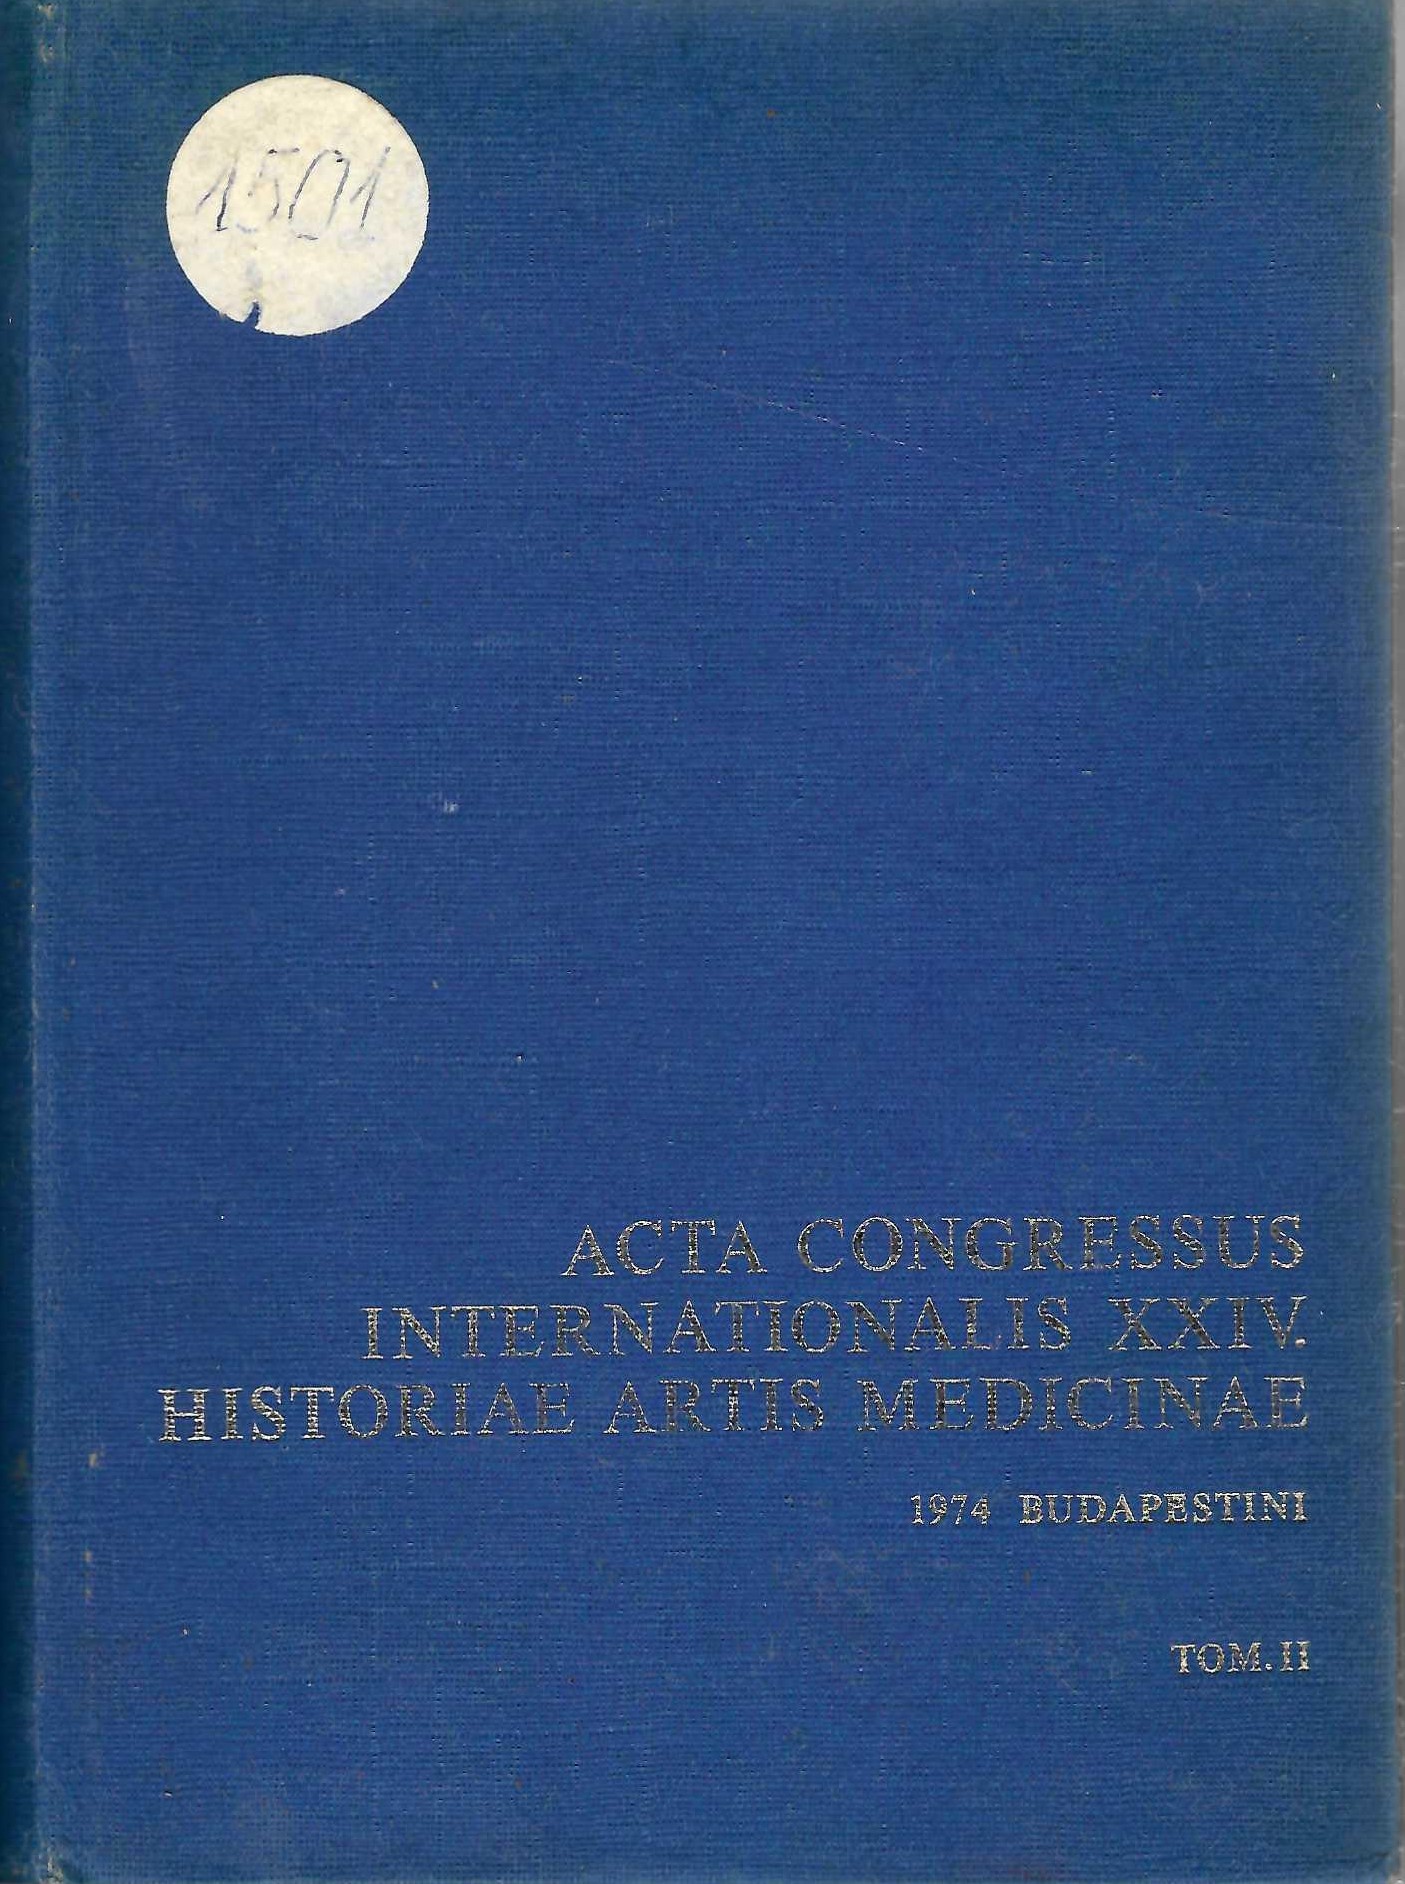 1501
ACTA CONGRESSUS
INTERNATIONALIS XXIV.
HISTORIAE ARTIS MEDICINAE
1974 BUDAPESTINI
TOM. II